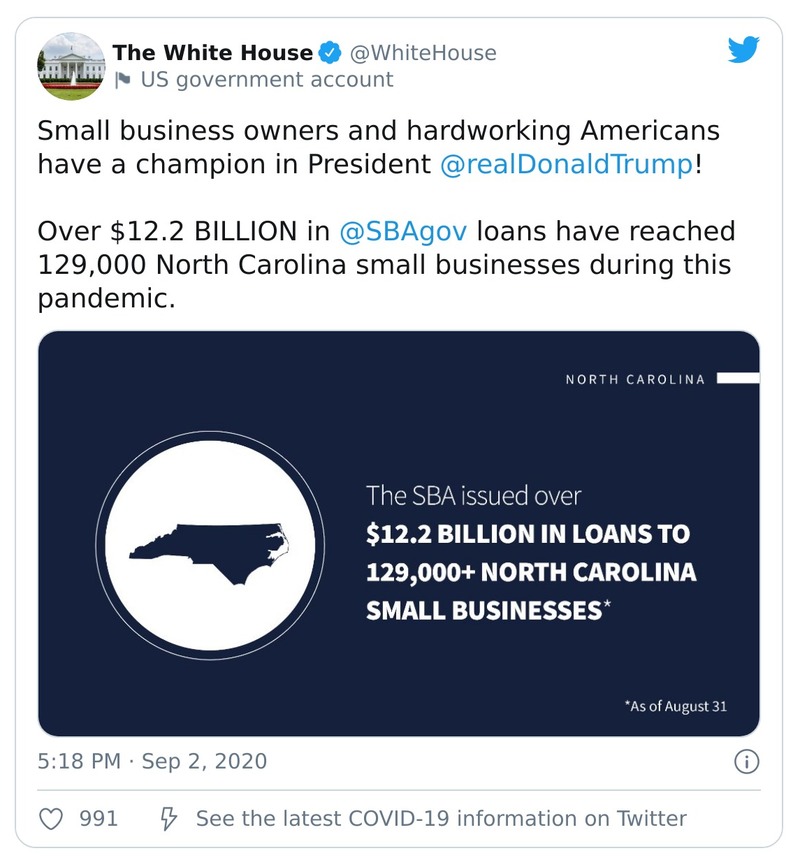 The White House @WhiteHouse
US government account
Small business owners and hardworking Americans
have a champion in President @realDonaldTrump!
Over $12.2 BILLION in @SBAgov loans have reached
129,000 North Carolina small businesses during this
pandemic.
NORTH CAROLINA
The SBA issued over
$12.2 BILLION IN LOANS TO
129,000+ NORTH CAROLINA
SMALL BUSINESSES*
*As of August 31
5:18 PM · Sep 2, 2020
991 See the latest COVID-19 information on Twitter